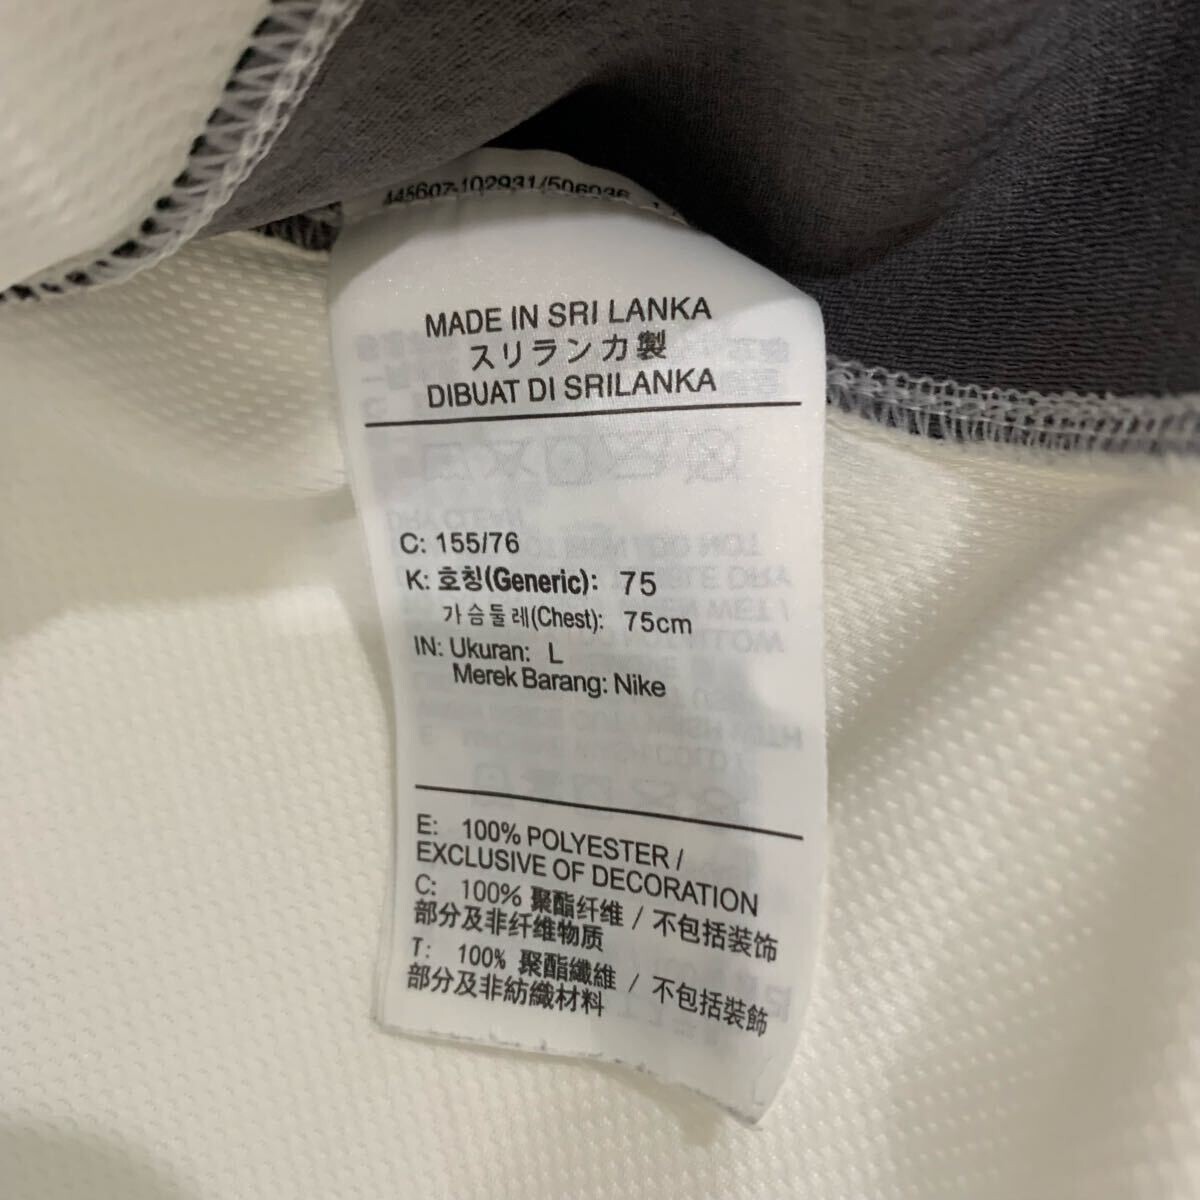 445607-102931/506036
MADE IN SRI LANKA
スリランカ製
DIBUAT DI SRILANKA
C: 155/76
K: 호칭(Generic): 75
가슴둘레(Chest): 75cm
IN: Ukuran: L
Merek Barang: Nike
E: 100% POLYESTER /
EXCLUSIVE OF DECORATION
C: 100% 聚酯纤维 / 不包括装饰
部分及非纤维物质
T: 100% 聚酯纖維 / 不包括裝飾
部分及非紡織材料